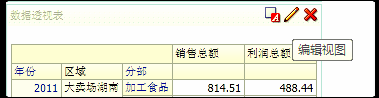 数据透视表
销售总额 利润总额
编辑视图
年份 区域 分部
2011 大卖场湖南 加工食品 814.51 488.44